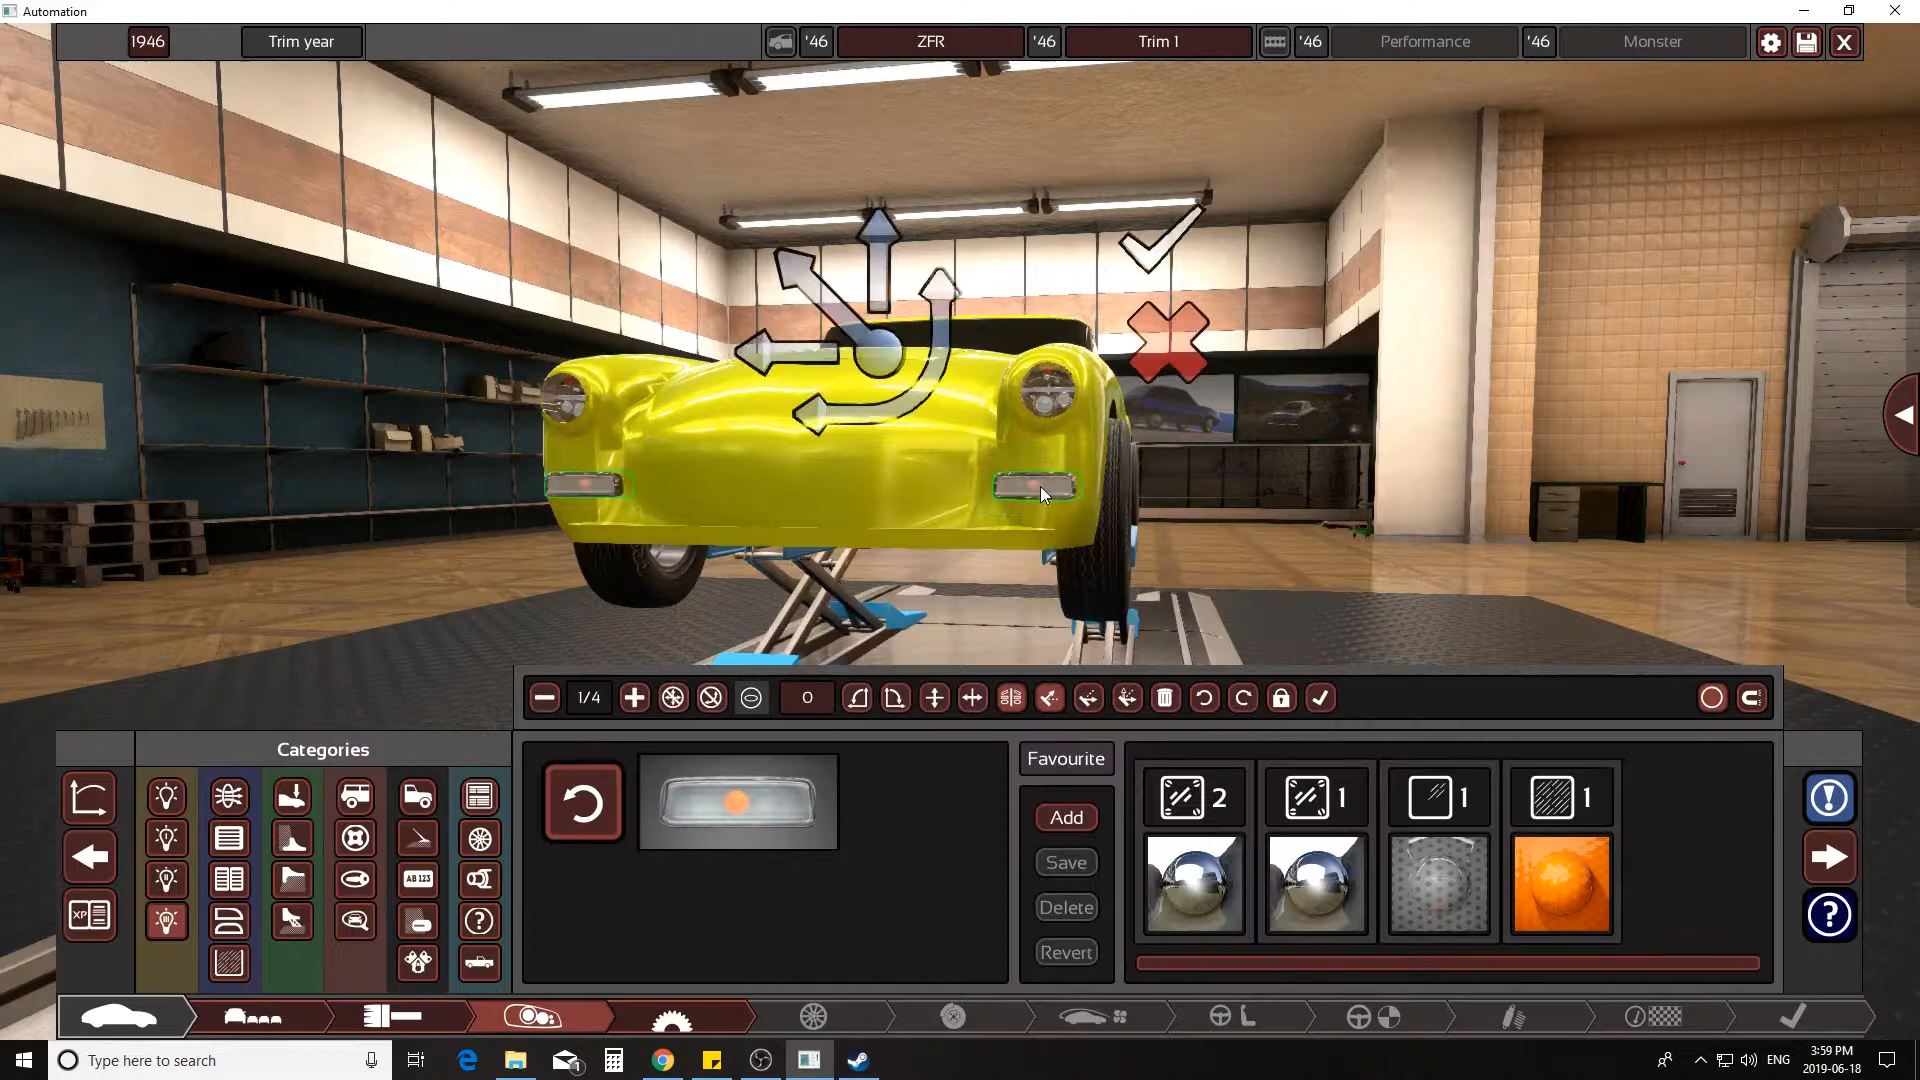 Automation
1946
Trim year
'46
ZFR
'46
Trim 1
'46
Performance
'46
Monster
1/4
0
Categories
Favourite
Add
Save
Delete
Revert
2
1
1
1
AB 123
XP
Type here to search
1
ENG
3:59 PM
2019-06-18